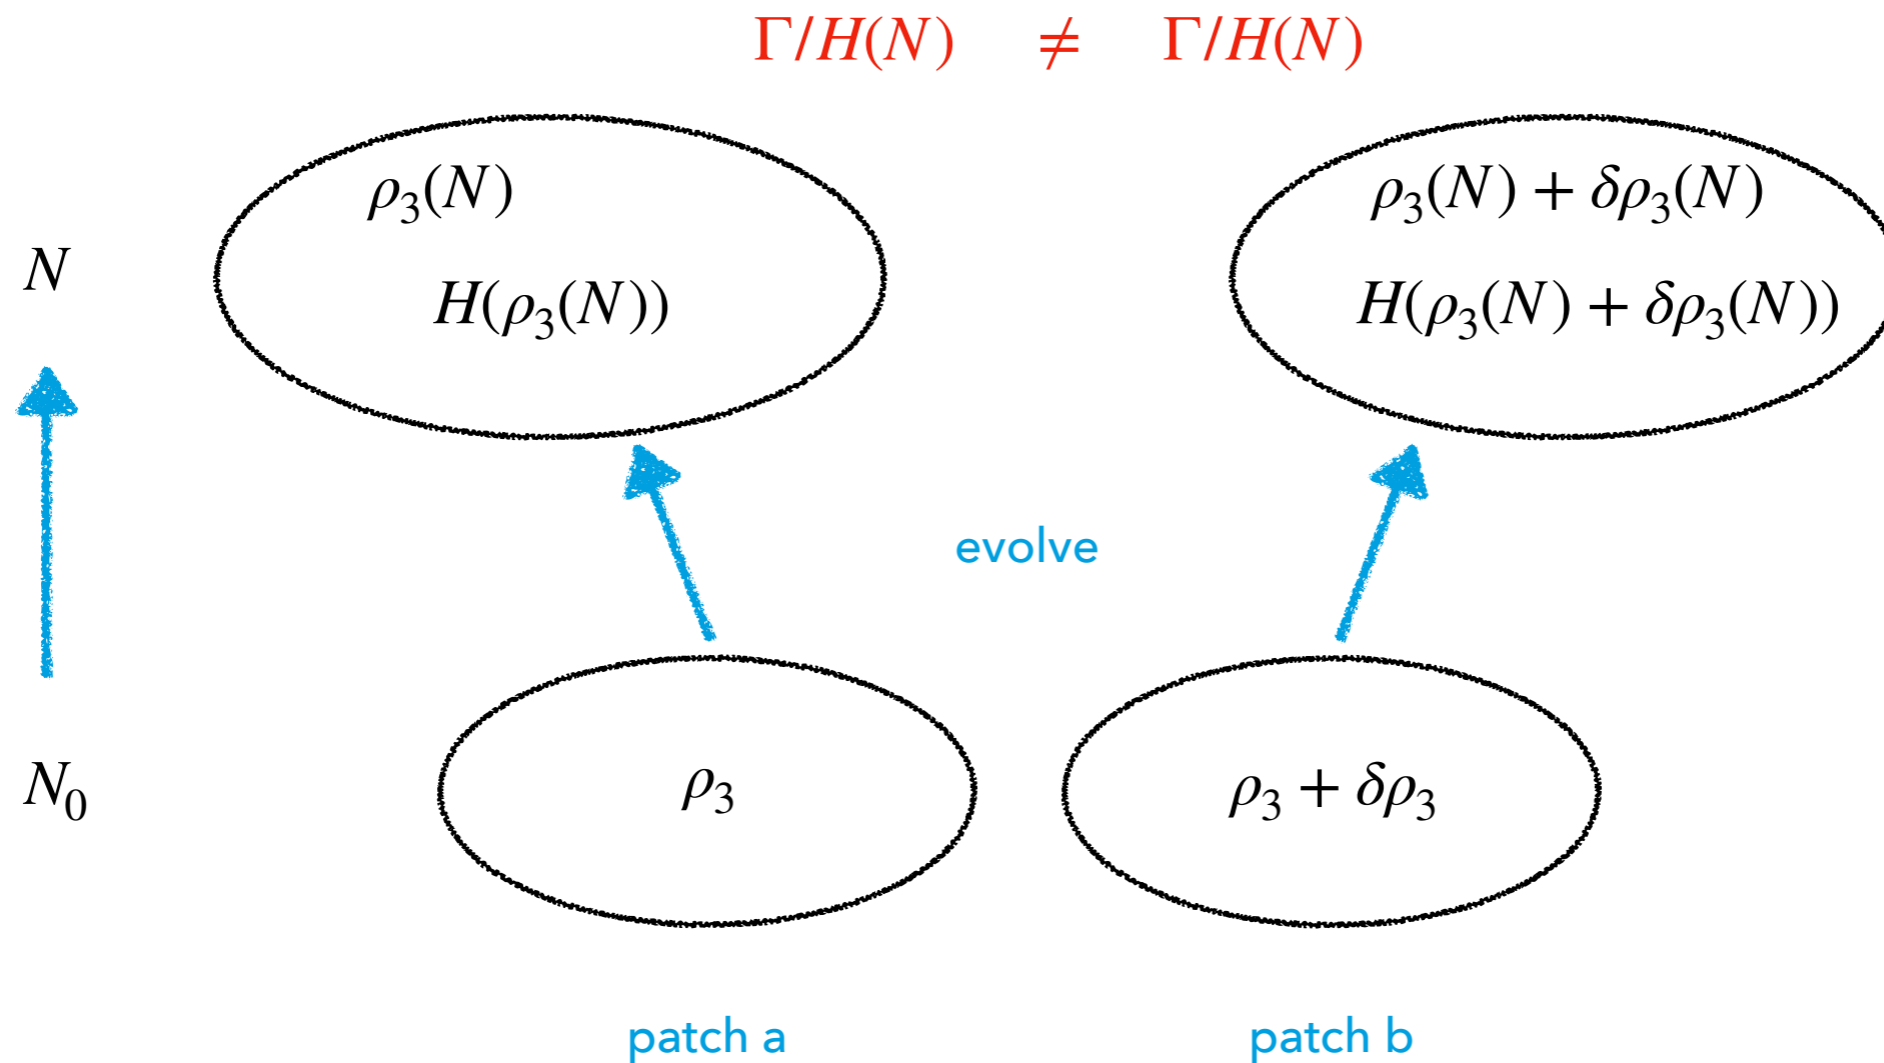 Γ/H(N) ≠ Γ/H(N)
ρ₃(N)
ρ₃(N) + δρ₃(N)
N
H(ρ₃(N))
H(ρ₃(N) + δρ₃(N))
evolve
N₀
ρ₃
ρ₃ + δρ₃
patch a
patch b